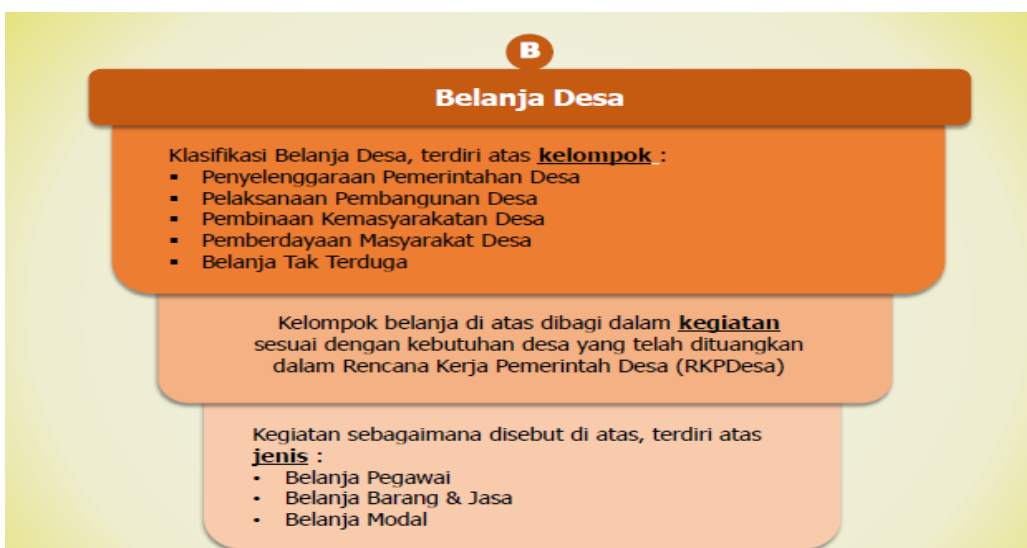 B
Belanja Desa
Klasifikasi Belanja Desa, terdiri atas kelompok :
▪ Penyelenggaraan Pemerintahan Desa
▪ Pelaksanaan Pembangunan Desa
▪ Pembinaan Kemasyarakatan Desa
▪ Pemberdayaan Masyarakat Desa
▪ Belanja Tak Terduga
Kelompok belanja di atas dibagi dalam kegiatan
sesuai dengan kebutuhan desa yang telah dituangkan
dalam Rencana Kerja Pemerintah Desa (RKPDesa)
Kegiatan sebagaimana disebut di atas, terdiri atas
jenis :
• Belanja Pegawai
• Belanja Barang & Jasa
• Belanja Modal